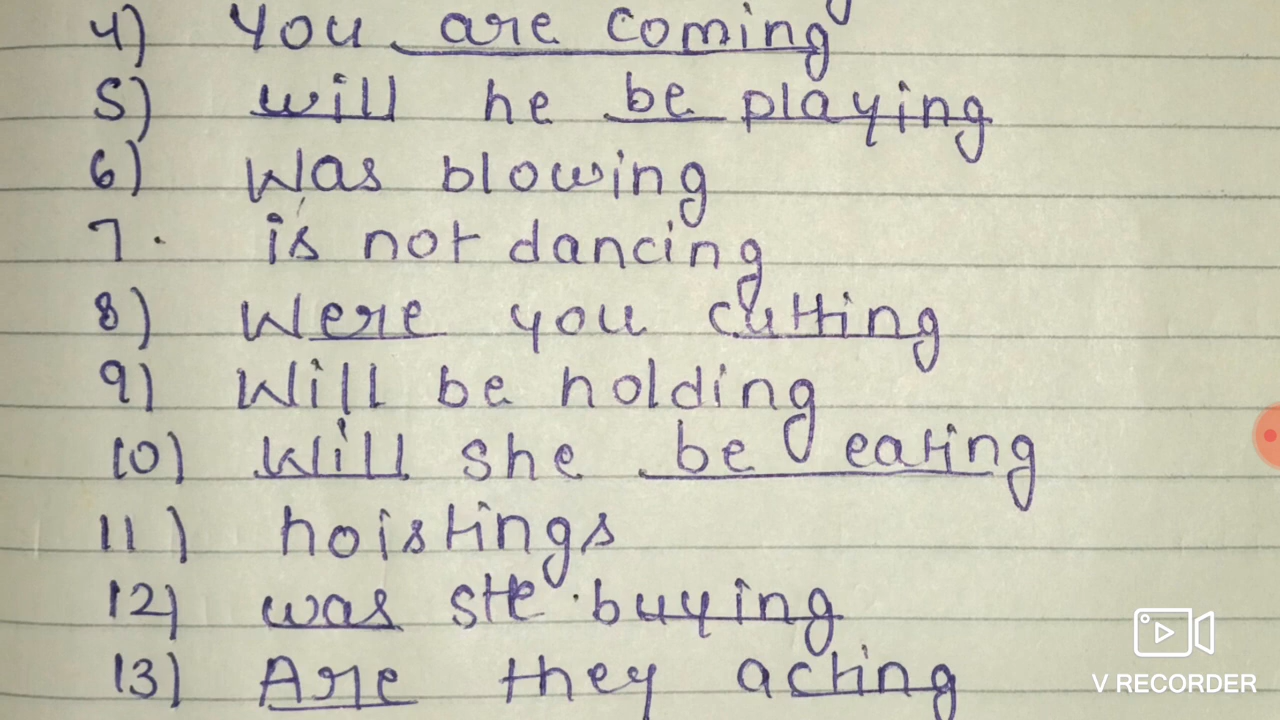 4) You are coming
5) will he be playing
6) Was blowing
7. is not dancing
8) Were you cutting
9) Will be holding
10) Will she be eating
11) hoistings
12) was she buying
13) Are they acting
V RECORDER